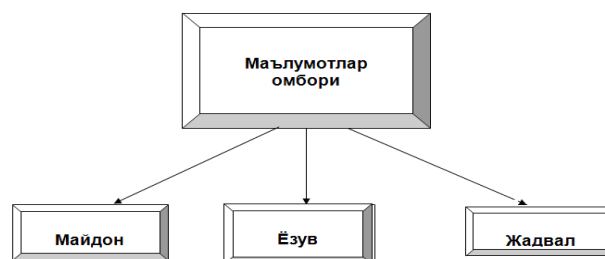 Маълумотлар
омбори
Майдон
Ёзув
Жадвал